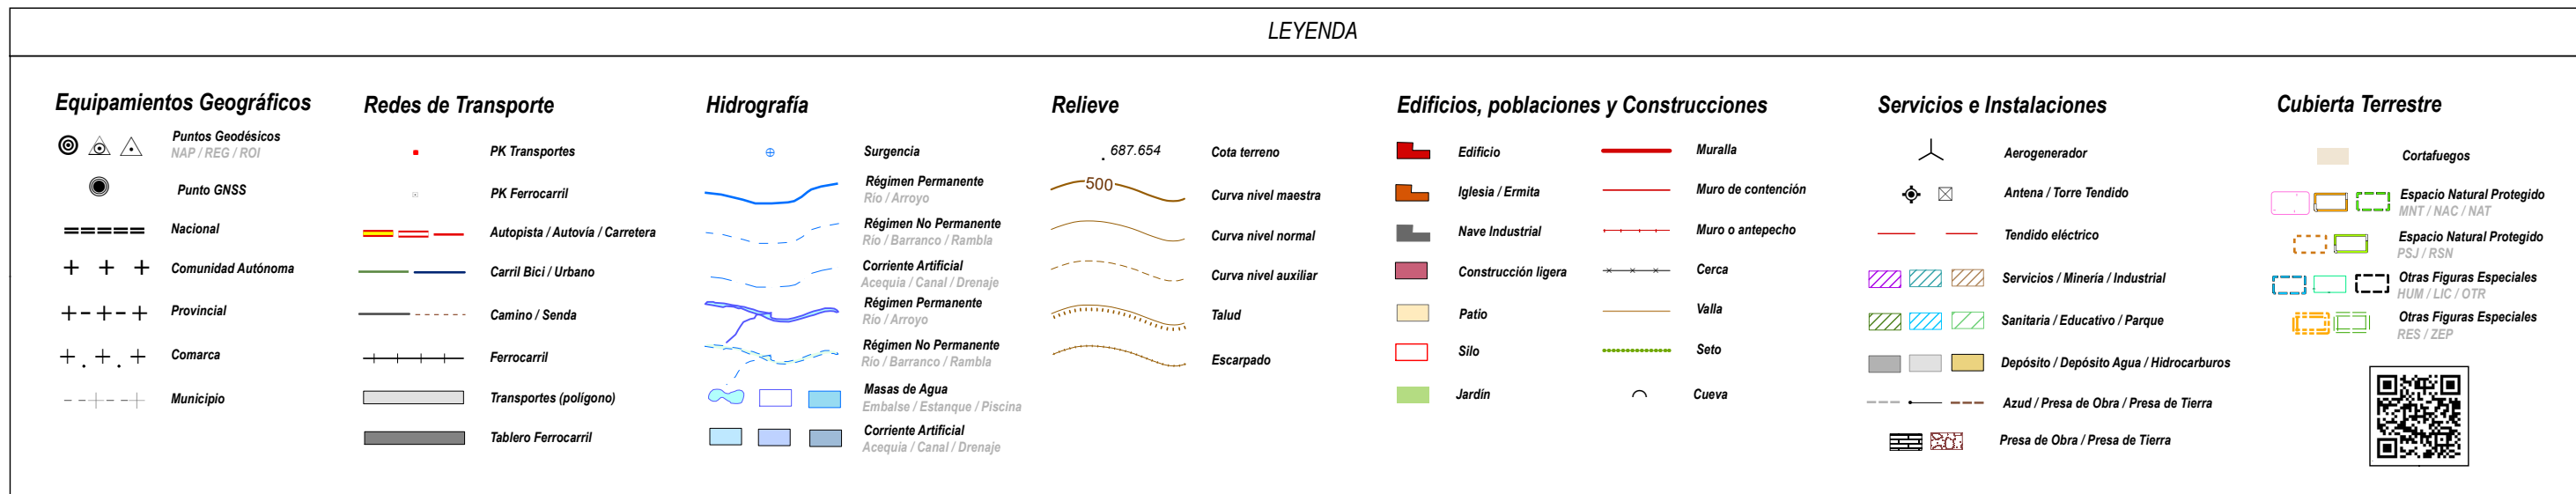 LEYENDA
Equipamientos Geográficos
Puntos Geodésicos
NAP / REG / ROI
Punto GNSS
Nacional
Comunidad Autónoma
Provincial
Comarca
Municipio
Redes de Transporte
PK Transportes
PK Ferrocarril
Autopista / Autovía / Carretera
Carril Bici / Urbano
Camino / Senda
Ferrocarril
Transportes (polígono)
Tablero Ferrocarril
Hidrografía
Surgencia
Régimen Permanente
Río / Arroyo
Régimen No Permanente
Río / Barranco / Rambla
Corriente Artificial
Acequia / Canal / Drenaje
Régimen Permanente
Río / Arroyo
Régimen No Permanente
Río / Barranco / Rambla
Masas de Agua
Embalse / Estanque / Piscina
Corriente Artificial
Acequia / Canal / Drenaje
Relieve
687.654
Cota terreno
500
Curva nivel maestra
Curva nivel normal
Curva nivel auxiliar
Talud
Escarpado
Edificios, poblaciones y Construcciones
Edificio
Iglesia / Ermita
Nave Industrial
Construcción ligera
Patio
Silo
Jardín
Muralla
Muro de contención
Muro o antepecho
Cerca
Valla
Seto
Cueva
Servicios e Instalaciones
Aerogenerador
Antena / Torre Tendido
Tendido eléctrico
Servicios / Minería / Industrial
Sanitaria / Educativo / Parque
Depósito / Depósito Agua / Hidrocarburos
Azud / Presa de Obra / Presa de Tierra
Presa de Obra / Presa de Tierra
Cubierta Terrestre
Cortafuegos
Espacio Natural Protegido
MNT / NAC / NAT
Espacio Natural Protegido
PSJ / RSN
Otras Figuras Especiales
HUM / LIC / OTR
Otras Figuras Especiales
RES / ZEP